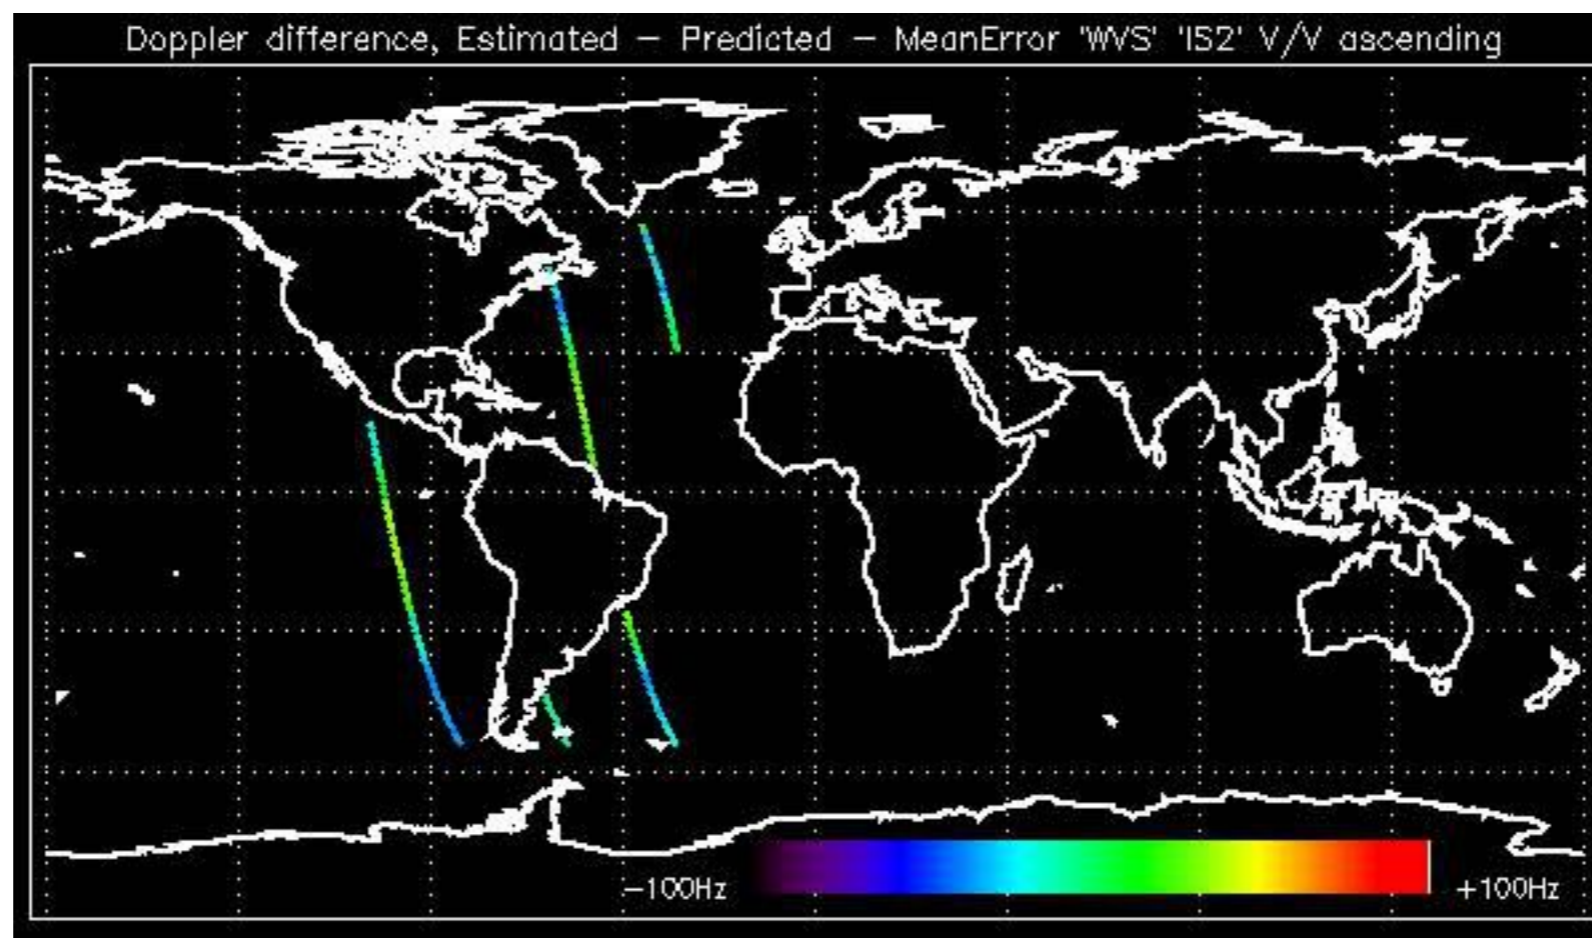 Doppler difference, Estimated – Predicted – MeanError 'WVS' 'IS2' V/V ascending
−100Hz
+100Hz